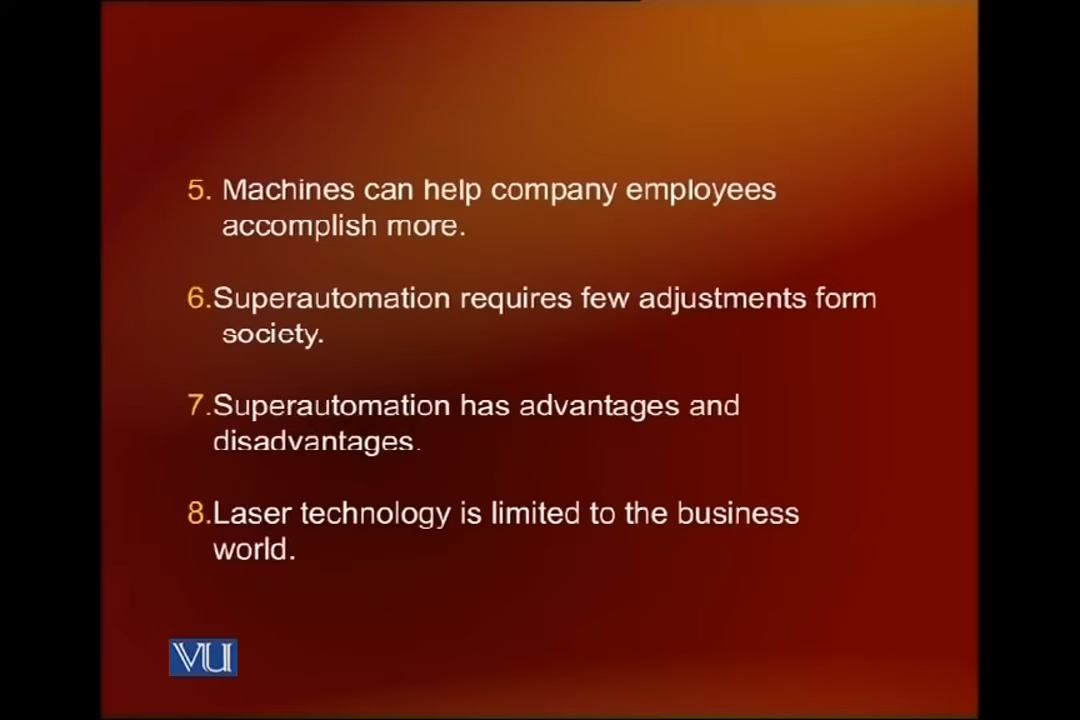 5. Machines can help company employees
accomplish more.
6.Superautomation requires few adjustments form
society.
7.Superautomation has advantages and
disadvantages.
8.Laser technology is limited to the business
world.
VU